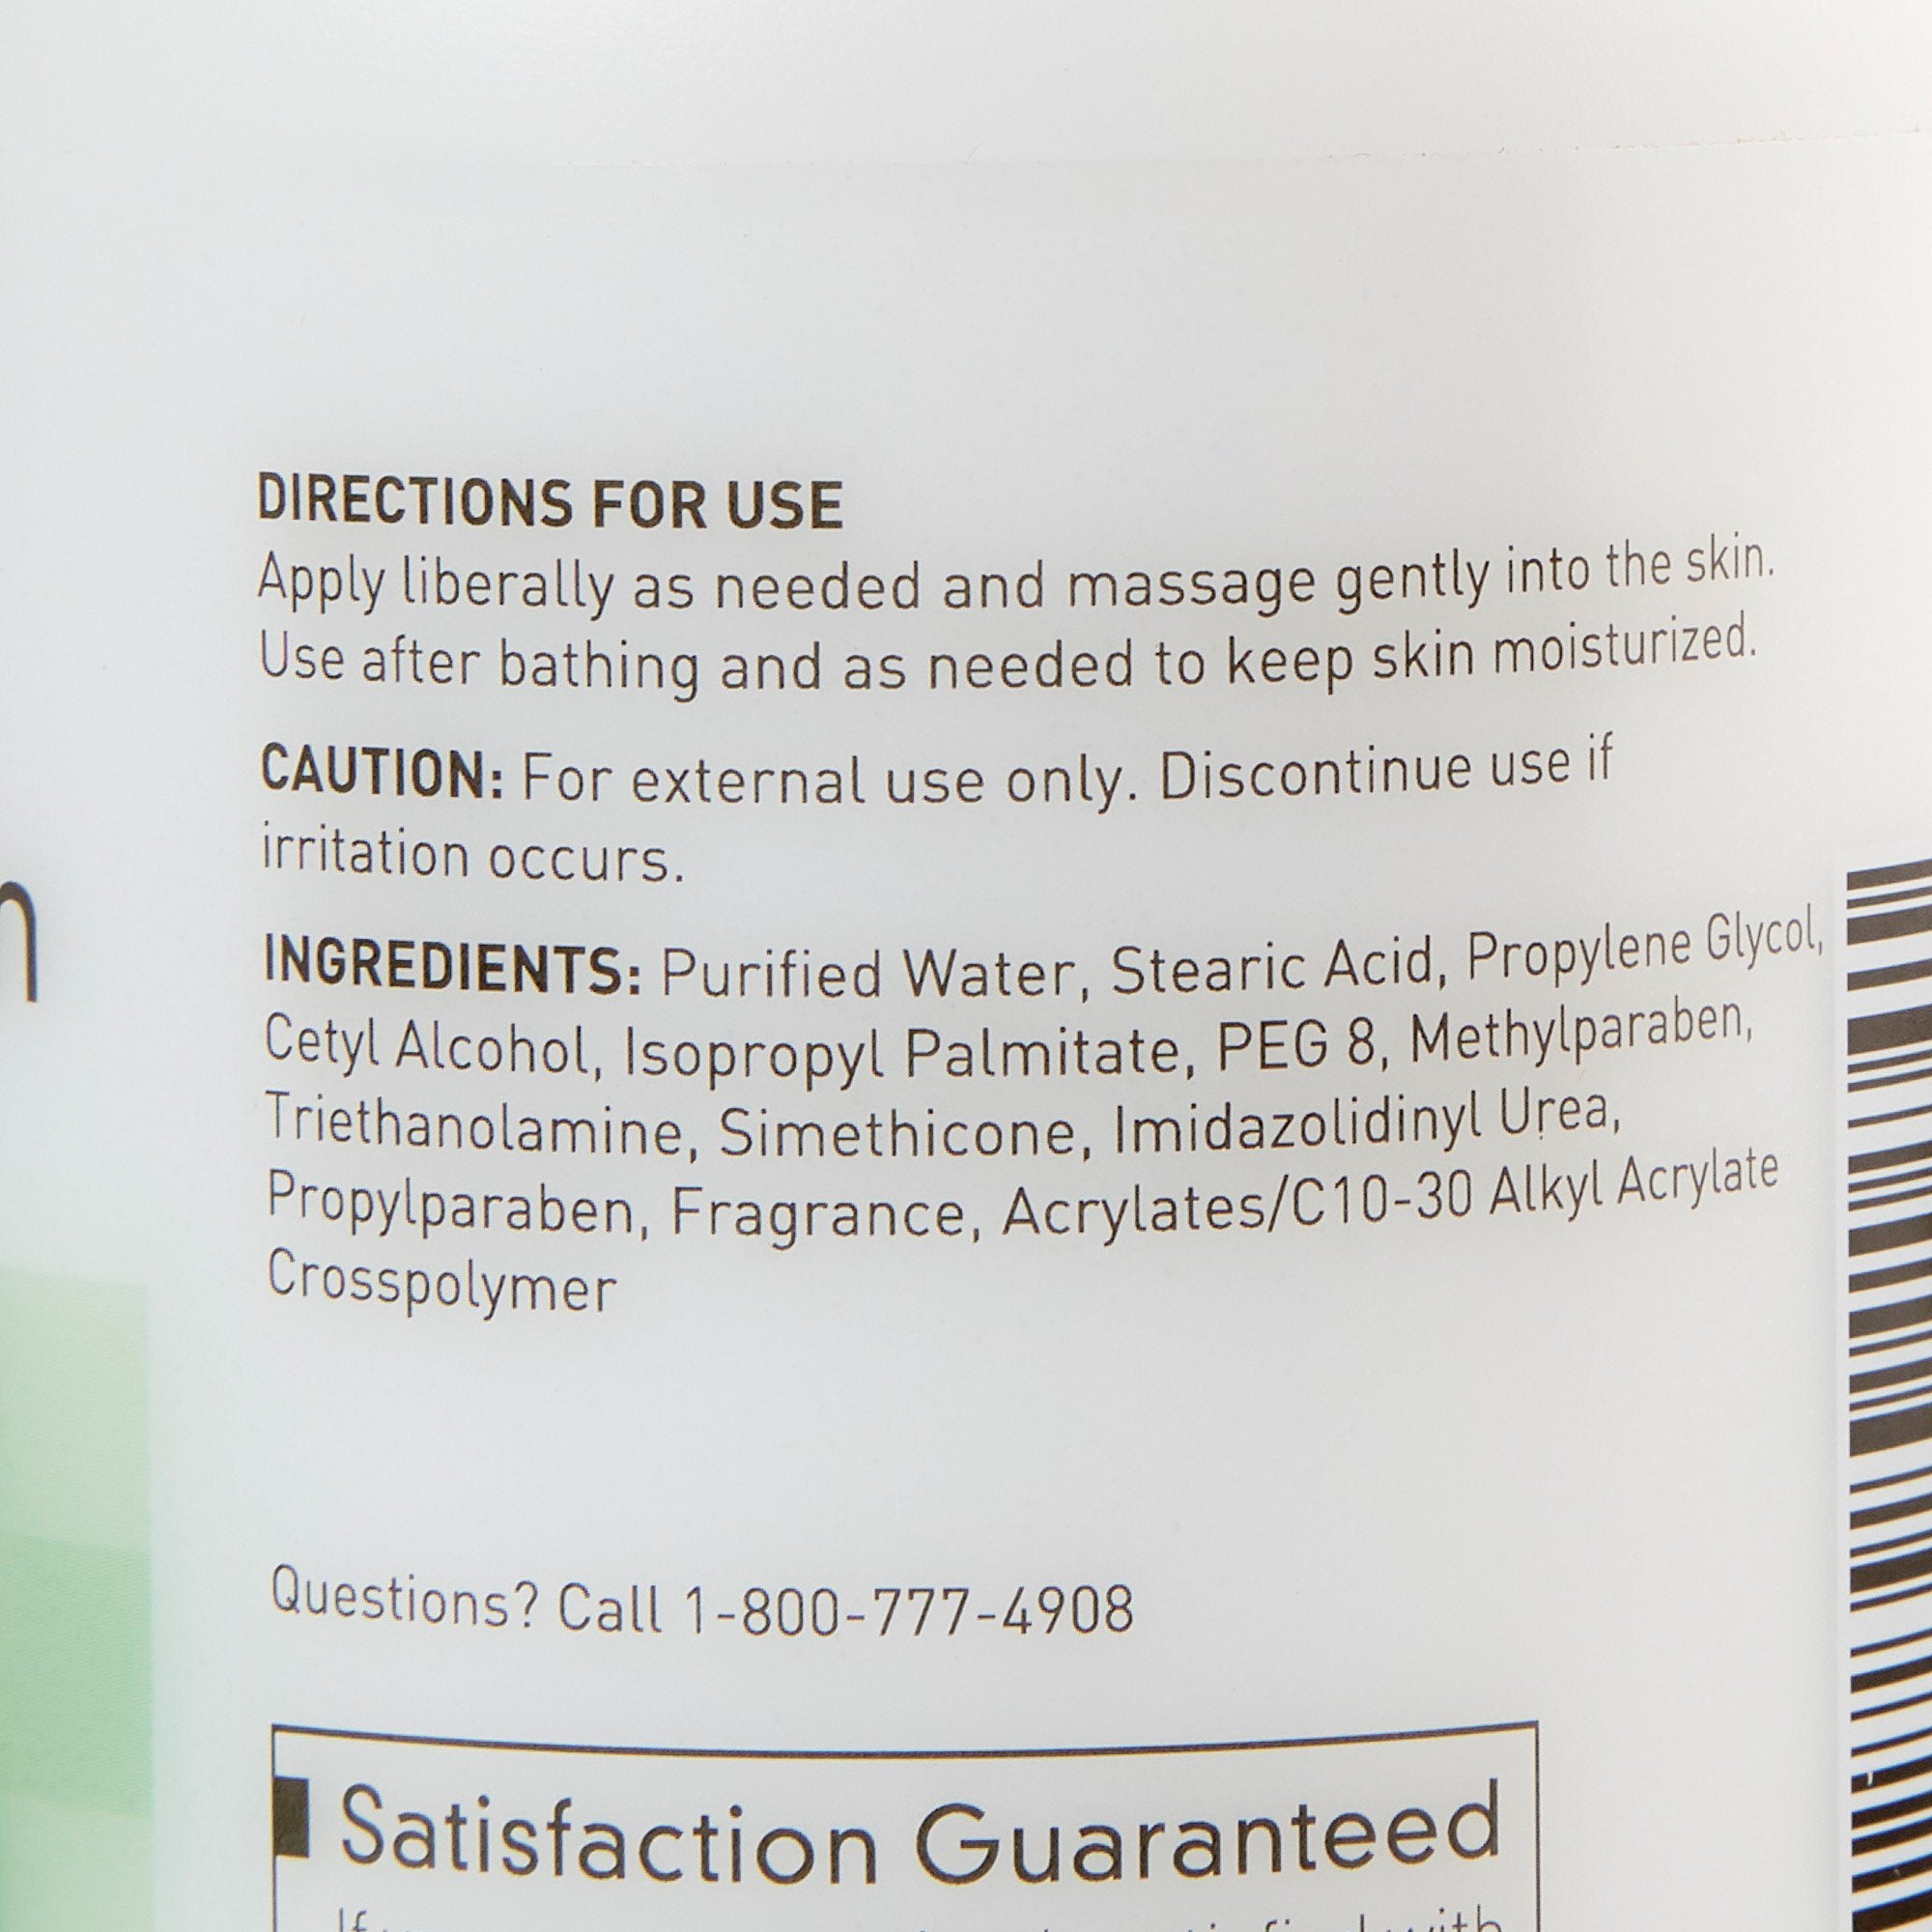 DIRECTIONS FOR USE
Apply liberally as needed and massage gently into the skin.
Use after bathing and as needed to keep skin moisturized.
CAUTION: For external use only. Discontinue use if
irritation occurs.
INGREDIENTS: Purified Water, Stearic Acid, Propylene Glycol,
Cetyl Alcohol, Isopropyl Palmitate, PEG 8, Methylparaben,
Triethanolamine, Simethicone, Imidazolidinyl Urea,
Propylparaben, Fragrance, Acrylates/C10-30 Alkyl Acrylate
Crosspolymer
Questions? Call 1-800-777-4908
Satisfaction Guaranteed
If with